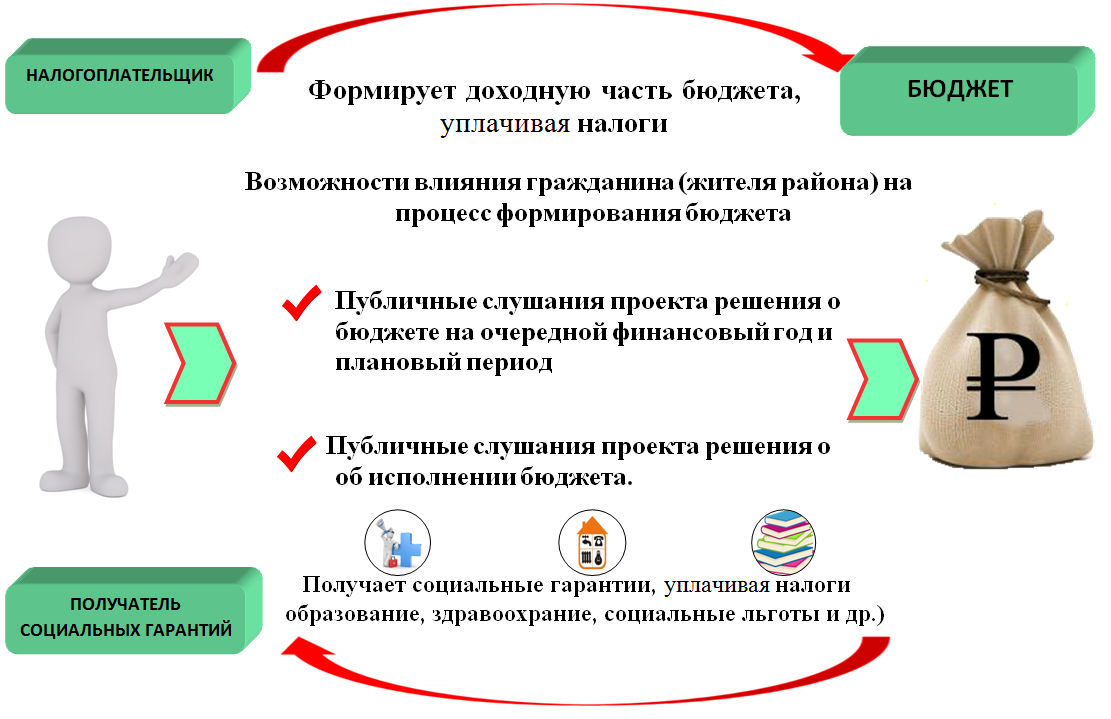 НАЛОГОПЛАТЕЛЬЩИК
БЮДЖЕТ
Формирует доходную часть бюджета,
уплачивая налоги
Возможности влияния гражданина (жителя района) на
процесс формирования бюджета
Публичные слушания проекта решения о
бюджете на очередной финансовый год и
плановый период
Публичные слушания проекта решения о
об исполнении бюджета.
Получает социальные гарантии, уплачивая налоги
образование, здравоохрание, социальные льготы и др.)
ПОЛУЧАТЕЛЬ
СОЦИАЛЬНЫХ ГАРАНТИЙ